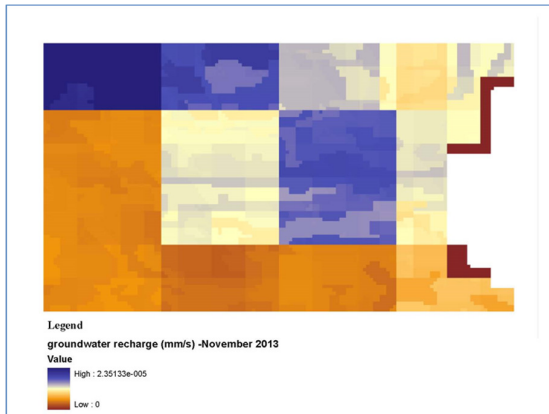 Legend
groundwater recharge (mm/s) -November 2013
Value
High : 2.35133e-005
Low : 0